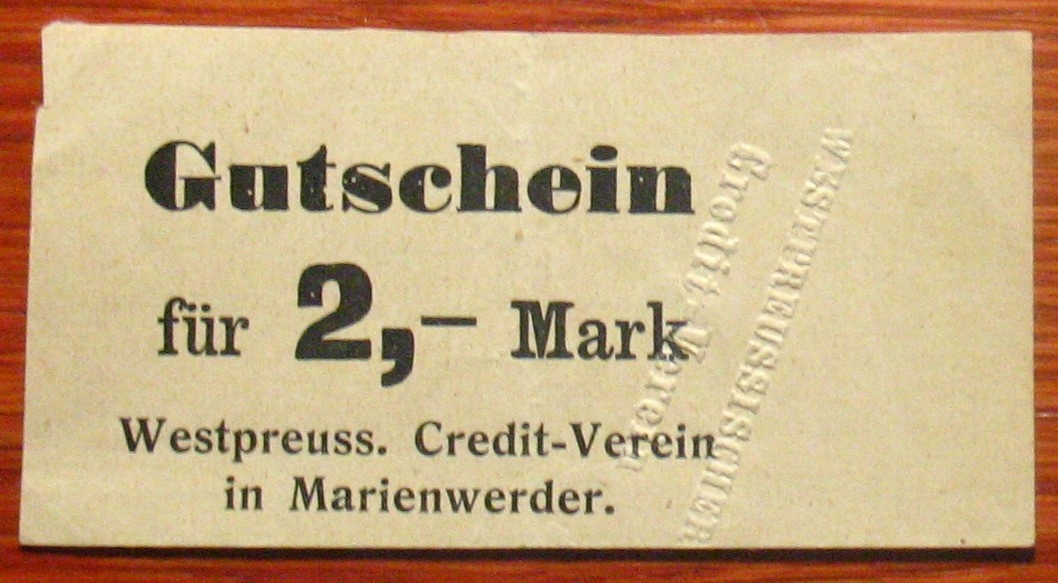 Gutschein
für 2,— Mark
Westpreuss. Credit-Verein
in Marienwerder.
WESTPREUSSISCHER
Credit-Verein